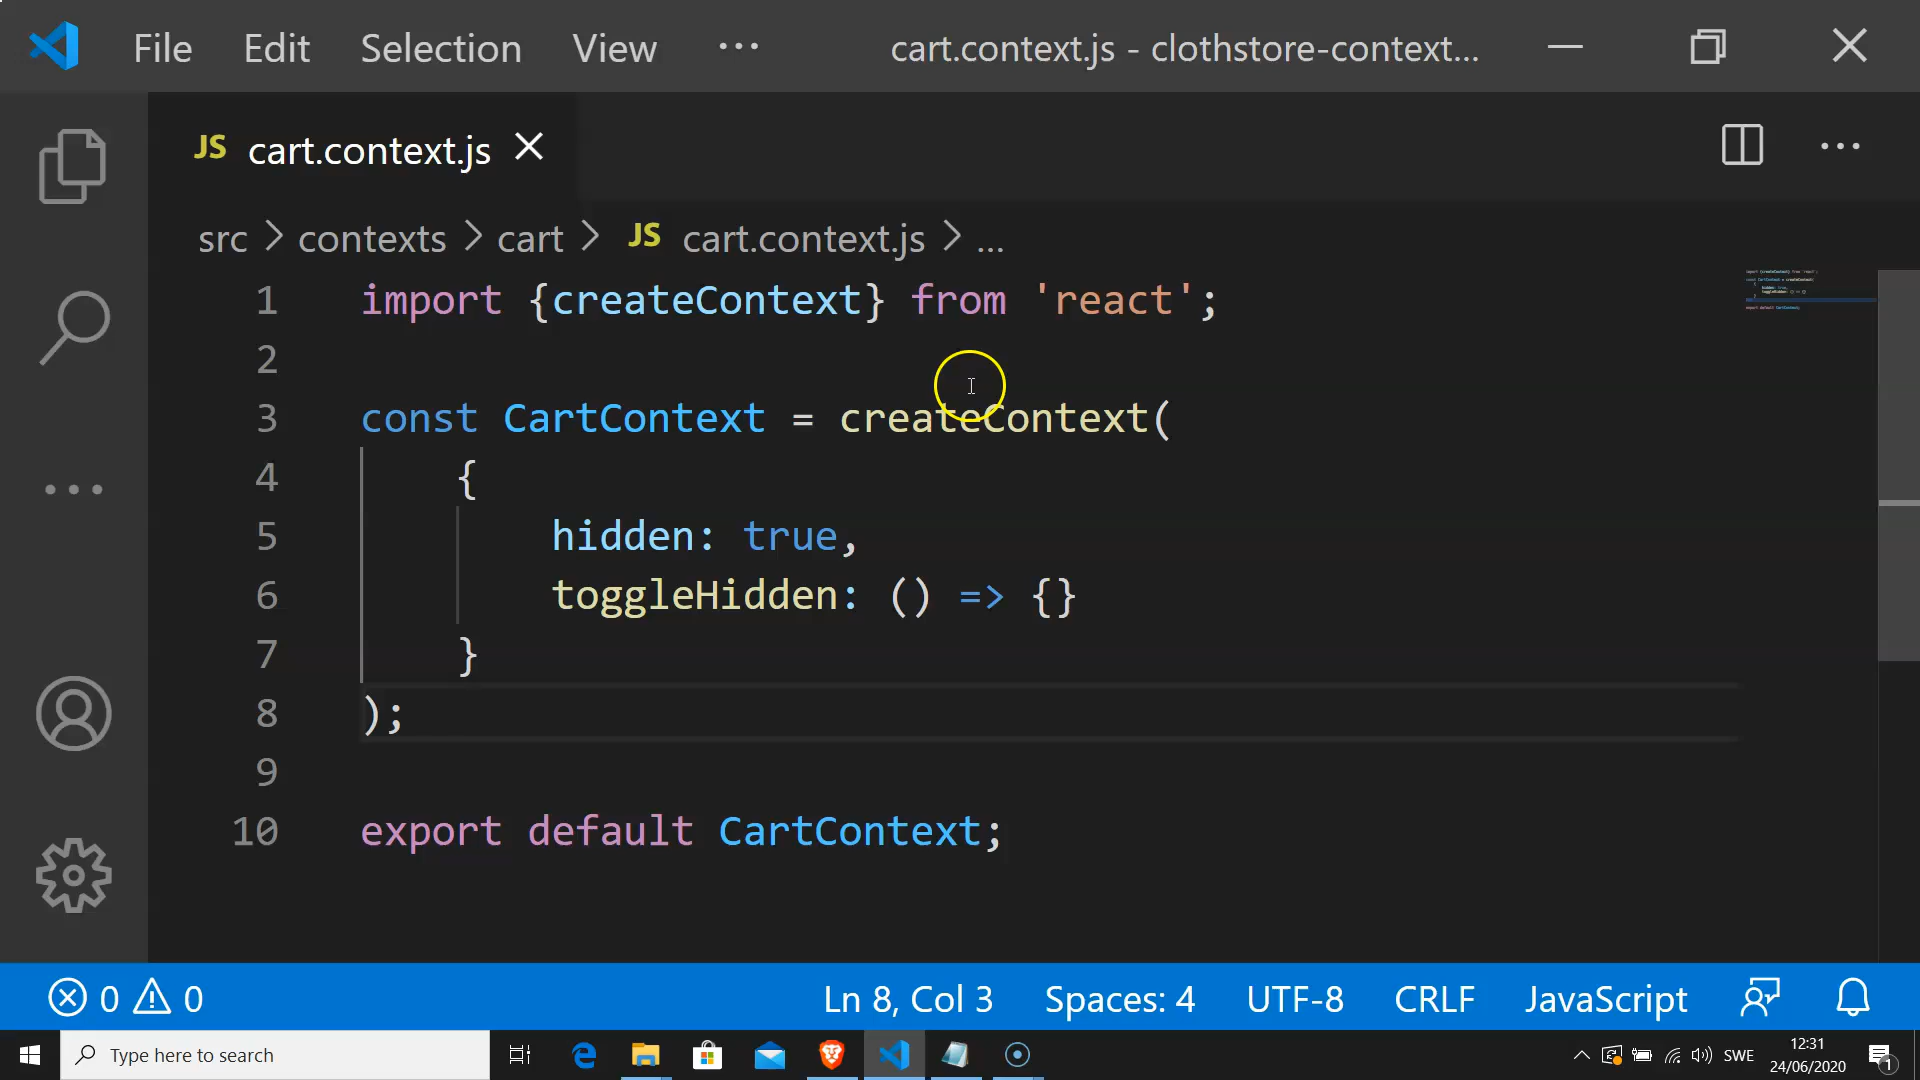 File Edit Selection View ··· cart.context.js - clothstore-context...
JS cart.context.js
src > contexts > cart > JS cart.context.js > ...
1 import {createContext} from 'react';
2
3 const CartContext = createContext(
4 {
5 hidden: true,
6 toggleHidden: () => {}
7 }
8 );
9
10 export default CartContext;
0 0 Ln 8, Col 3 Spaces: 4 UTF-8 CRLF JavaScript
Type here to search SWE 12:31
24/06/2020 1